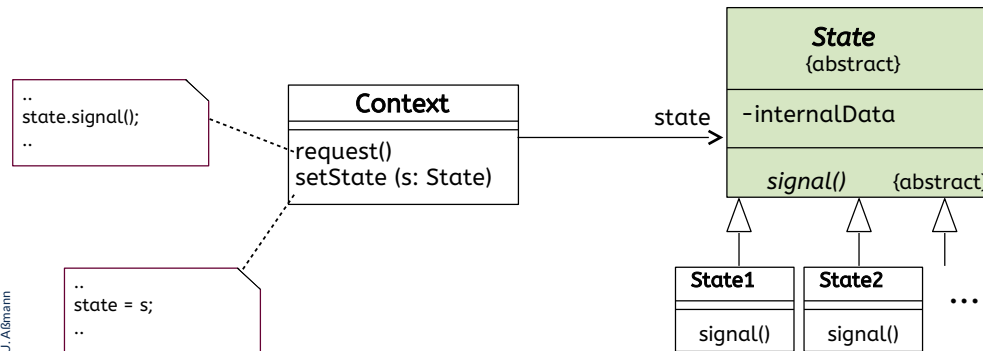 State
{abstract}
-internalData
signal() {abstract}
state
Context
request()
setState (s: State)
..
state.signal();
..
..
state = s;
..
State1
signal()
State2
signal()
...
J. Aßmann